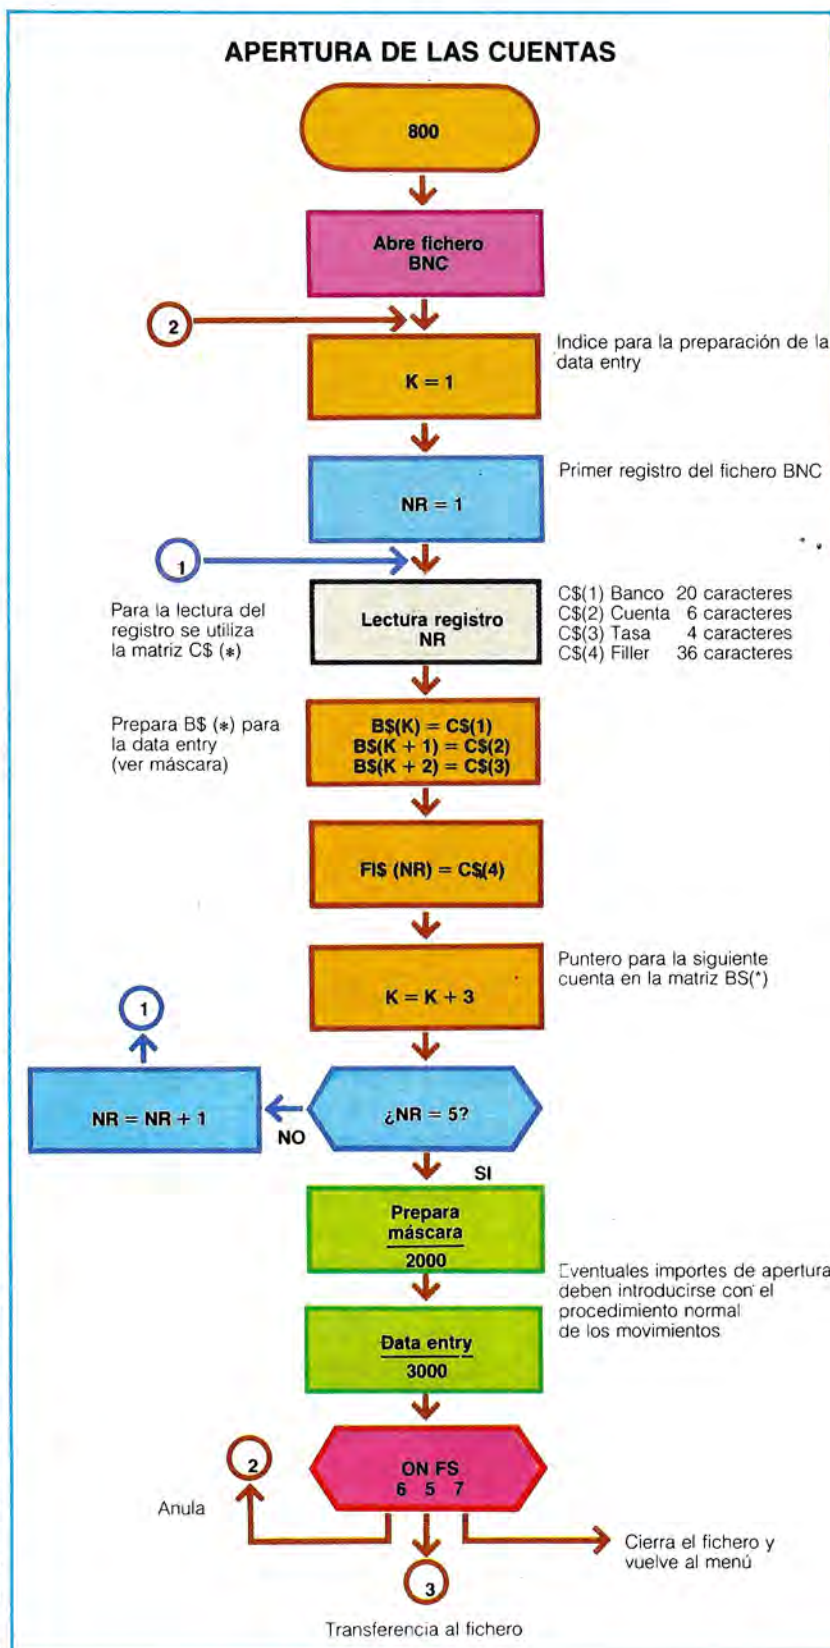 APERTURA DE LAS CUENTAS
800
Abre fichero
BNC
2
K = 1
Indice para la preparación de la
data entry
NR = 1
Primer registro del fichero BNC
1
Para la lectura del
registro se utiliza
la matriz C$ (*)
Lectura registro
NR
C$(1) Banco 20 caracteres
C$(2) Cuenta 6 caracteres
C$(3) Tasa 4 caracteres
C$(4) Filler 36 caracteres
Prepara B$ (*) para
la data entry
(ver máscara)
B$(K) = C$(1)
B$(K + 1) = C$(2)
B$(K + 2) = C$(3)
FI$ (NR) = C$(4)
K = K + 3
Puntero para la siguiente
cuenta en la matriz BS(*)
1
NR = NR + 1
NO
¿NR = 5?
SI
Prepara
máscara
2000
Eventuales importes de apertura
deben introducirse con el
procedimiento normal
de los movimientos
Data entry
3000
2
Anula
ON FS
6 5 7
Cierra el fichero y
vuelve al menú
3
Transferencia al fichero